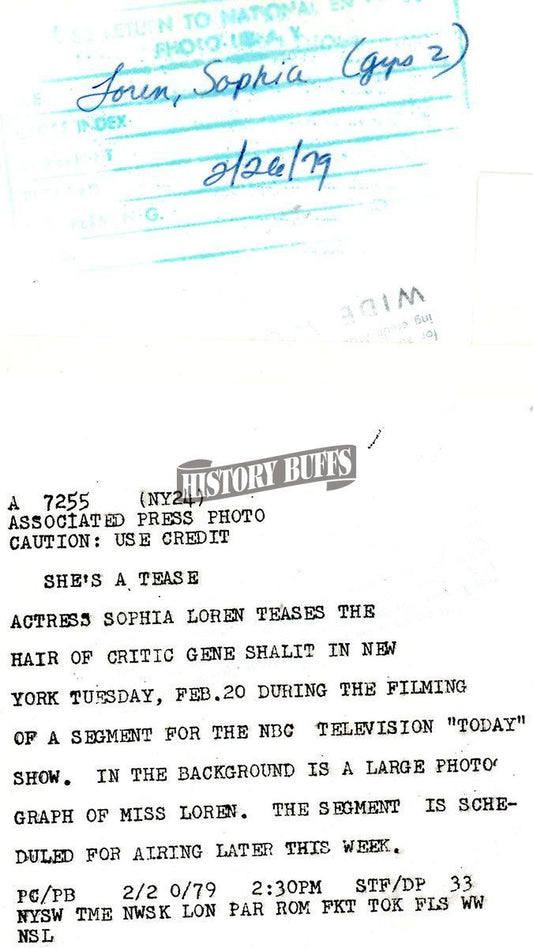 RETURN TO NATIONAL EN
PHOTO
Loren, Sophia (gys 2)
INDEX
2/26/79
G.
WIDE
ing credit
HISTORY BUFFS
A 7255 (NY24)
ASSOCIATED PRESS PHOTO
CAUTION: USE CREDIT
SHE'S A TEASE
ACTRESS SOPHIA LOREN TEASES THE
HAIR OF CRITIC GENE SHALIT IN NEW
YORK TUESDAY, FEB.20 DURING THE FILMING
OF A SEGMENT FOR THE NBC TELEVISION "TODAY"
SHOW. IN THE BACKGROUND IS A LARGE PHOTO
GRAPH OF MISS LOREN. THE SEGMENT IS SCHE-
DULED FOR AIRING LATER THIS WEEK.
PC/PB 2/2 0/79 2:30PM STF/DP 33
NYSW TME NWSK LON PAR ROM FKT TOK FLS WW
NSL